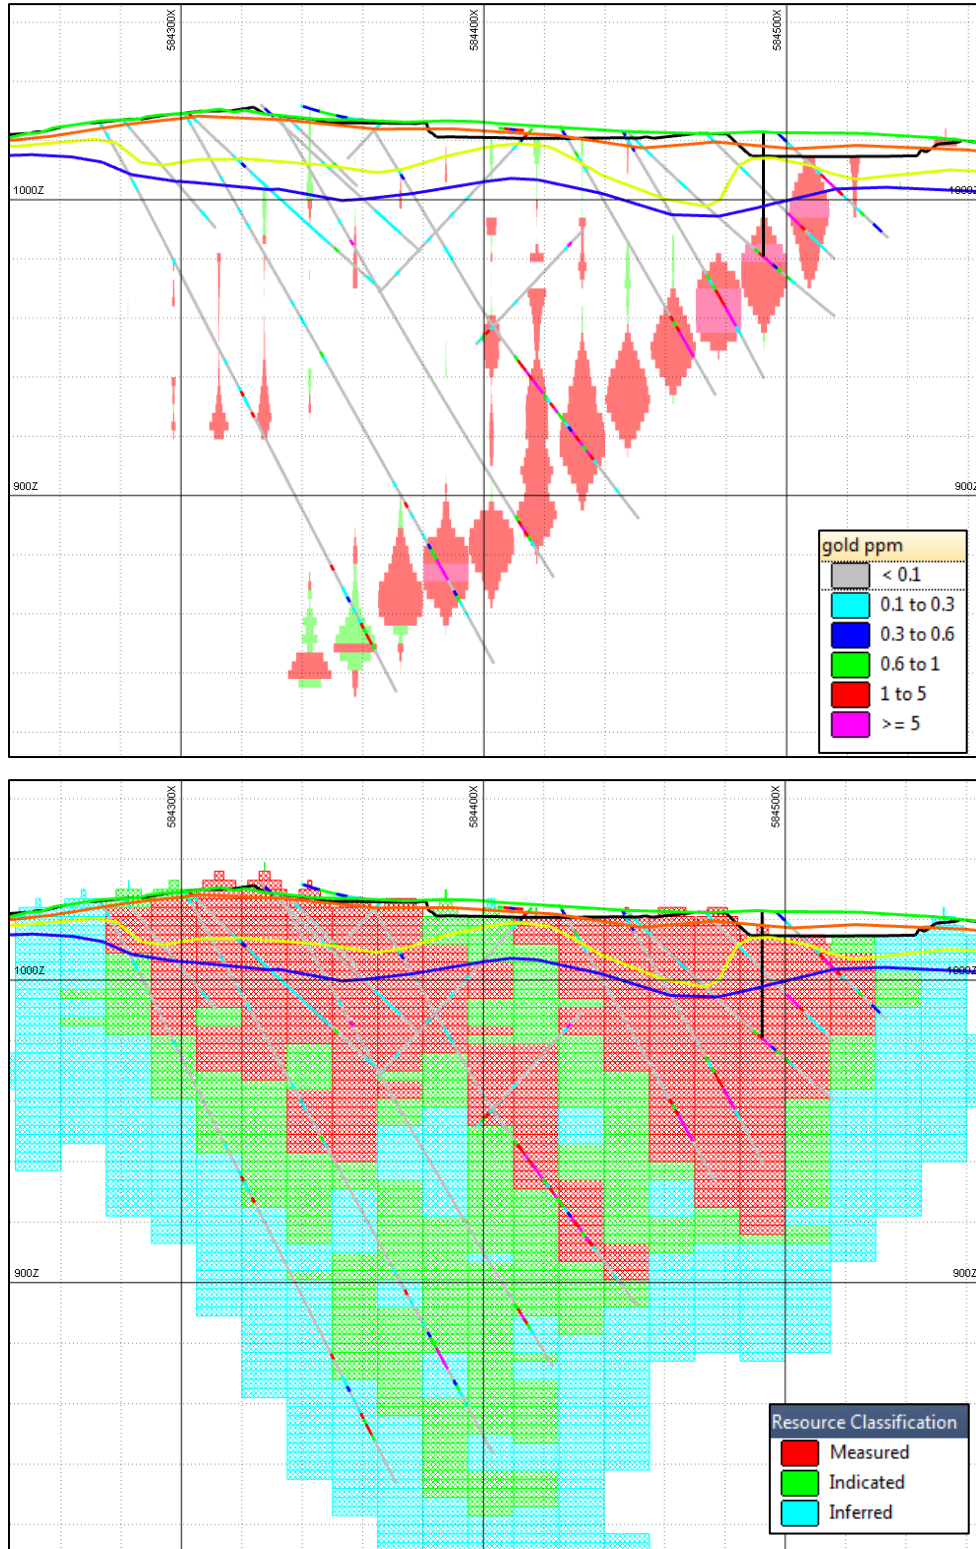 584300X
584400X
584500X
1000Z
1000Z
900Z
900Z
gold ppm
< 0.1
0.1 to 0.3
0.3 to 0.6
0.6 to 1
1 to 5
>= 5
584300X
584400X
584500X
1000Z
1000Z
900Z
900Z
Resource Classification
Measured
Indicated
Inferred